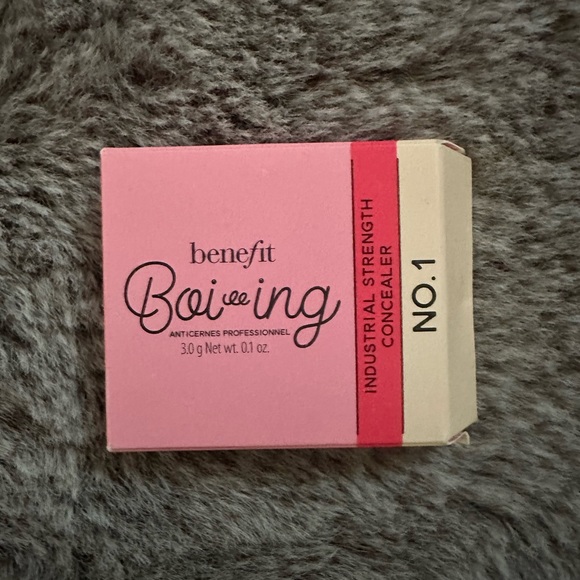 benefit
Boi-ing
ANTICERNES PROFESSIONNEL
3.0 g Net wt. 0.1 oz.
INDUSTRIAL STRENGTH
CONCEALER
NO.1